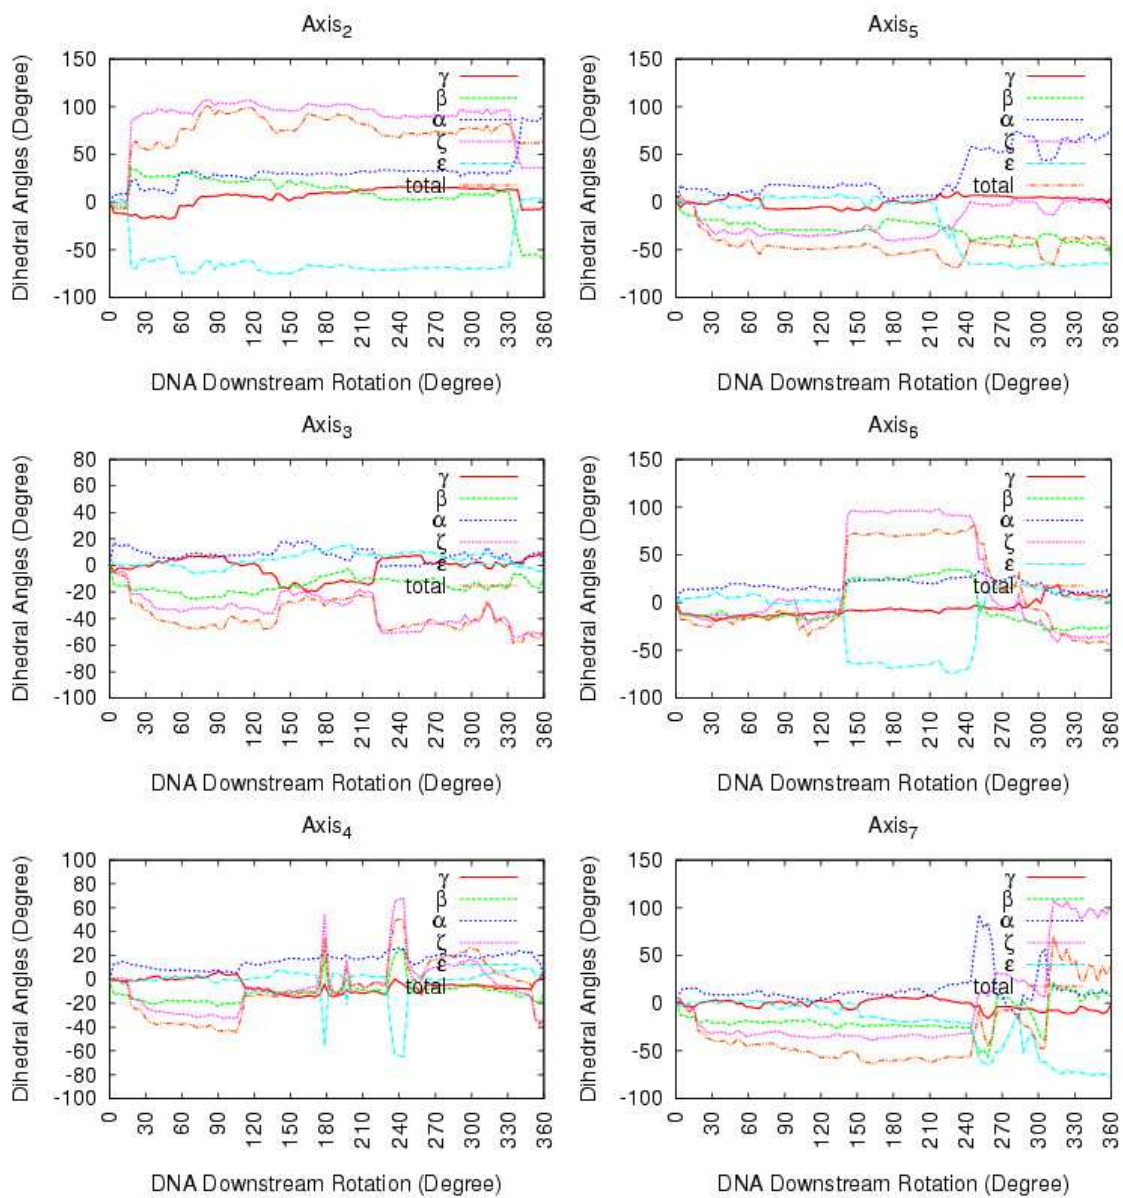 Axis2
Dihedral Angles (Degree)
150
100
50
0
-50
-100
γ
β
α
ζ
ε
total
0 30 60 90 120 150 180 210 240 270 300 330 360
DNA Downstream Rotation (Degree)
Axis5
Dihedral Angles (Degree)
150
100
50
0
-50
-100
γ
β
α
ζ
ε
total
0 30 60 90 120 150 180 210 240 270 300 330 360
DNA Downstream Rotation (Degree)
Axis3
Dihedral Angles (Degree)
80
60
40
20
0
-20
-40
-60
-80
-100
γ
β
α
ζ
ε
total
0 30 60 90 120 150 180 210 240 270 300 330 360
DNA Downstream Rotation (Degree)
Axis6
Dihedral Angles (Degree)
150
100
50
0
-50
-100
γ
β
α
ζ
ε
total
0 30 60 90 120 150 180 210 240 270 300 330 360
DNA Downstream Rotation (Degree)
Axis4
Dihedral Angles (Degree)
100
80
60
40
20
0
-20
-40
-60
-80
-100
γ
β
α
ζ
ε
total
0 30 60 90 120 150 180 210 240 270 300 330 360
DNA Downstream Rotation (Degree)
Axis7
Dihedral Angles (Degree)
150
100
50
0
-50
-100
γ
β
α
ζ
ε
total
0 30 60 90 120 150 180 210 240 270 300 330 360
DNA Downstream Rotation (Degree)